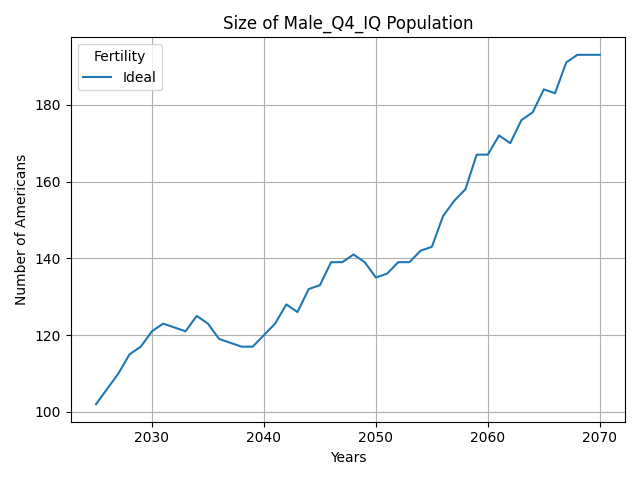 Size of Male_Q4_IQ Population
Fertility
Ideal
Number of Americans
180
160
140
120
100
2030 2040 2050 2060 2070
Years